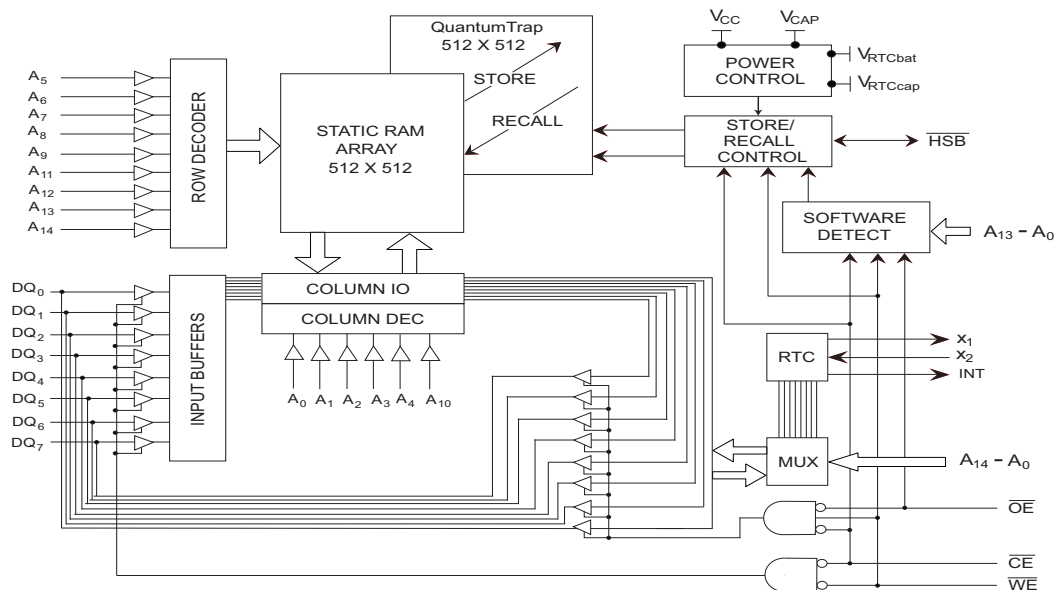 QuantumTrap
512 X 512
STORE
RECALL
STATIC RAM
ARRAY
512 X 512
ROW DECODER
A5
A6
A7
A8
A9
A11
A12
A13
A14
VCC
VCAP
POWER
CONTROL
VRTCbat
VRTCcap
STORE/
RECALL
CONTROL
HSB
SOFTWARE
DETECT
A13 – A0
DQ0
DQ1
DQ2
DQ3
DQ4
DQ5
DQ6
DQ7
INPUT BUFFERS
COLUMN IO
COLUMN DEC
A0
A1
A2
A3
A4
A10
RTC
x1
x2
INT
MUX
A14 – A0
OE
CE
WE